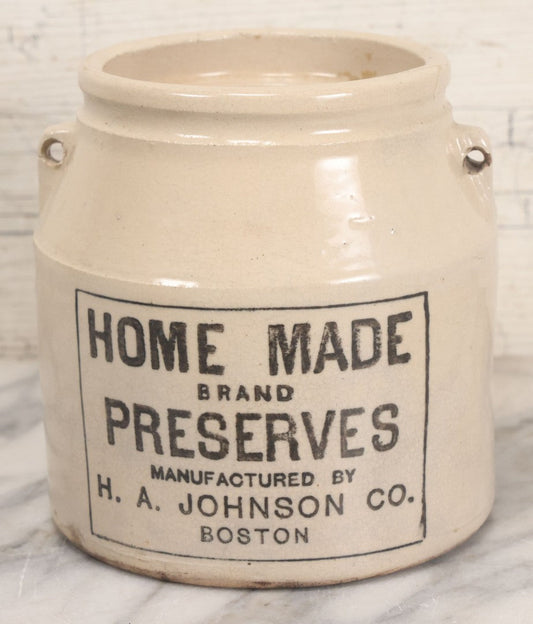 HOME MADE
BRAND
PRESERVES
MANUFACTURED BY
H. A. JOHNSON CO.
BOSTON